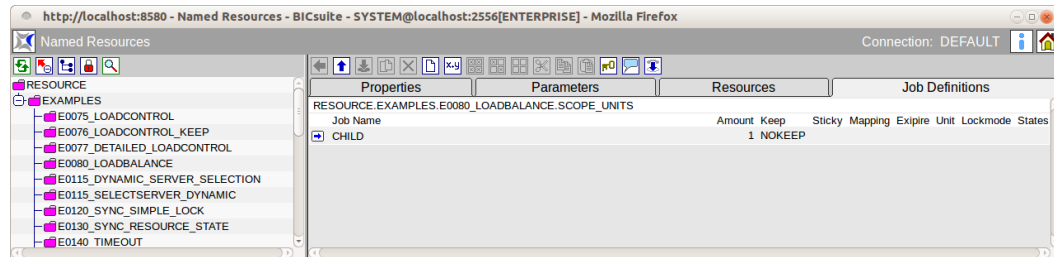 http://localhost:8580 - Named Resources - BICsuite - SYSTEM@localhost:2556[ENTERPRISE] - Mozilla Firefox
Named Resources Connection: DEFAULT
RESOURCE
EXAMPLES
E0075_LOADCONTROL
E0076_LOADCONTROL_KEEP
E0077_DETAILED_LOADCONTROL
E0080_LOADBALANCE
E0115_DYNAMIC_SERVER_SELECTION
E0115_SELECTSERVER_DYNAMIC
E0120_SYNC_SIMPLE_LOCK
E0130_SYNC_RESOURCE_STATE
E0140_TIMEOUT
x.y
Properties Parameters Resources Job Definitions
RESOURCE.EXAMPLES.E0080_LOADBALANCE.SCOPE_UNITS
Job Name Amount Keep Sticky Mapping Exipire Unit Lockmode States
CHILD 1 NOKEEP